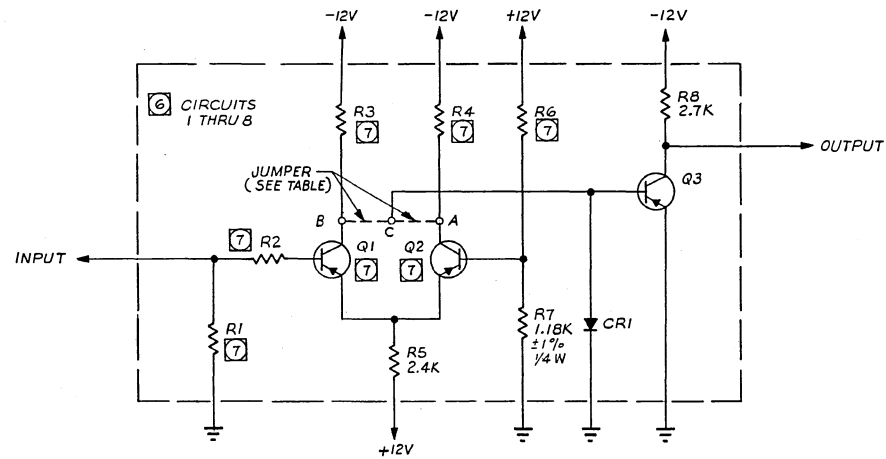 -12V
-12V
+12V
-12V
6 CIRCUITS
1 THRU 8
R3
7
R4
7
R6
7
R8
2.7K
OUTPUT
JUMPER
(SEE TABLE)
Q3
B
C
A
7
R2
Q1
7
Q2
7
INPUT
R1
7
R5
2.4K
R7
1.18K
±1%
1/4W
CR1
+12V